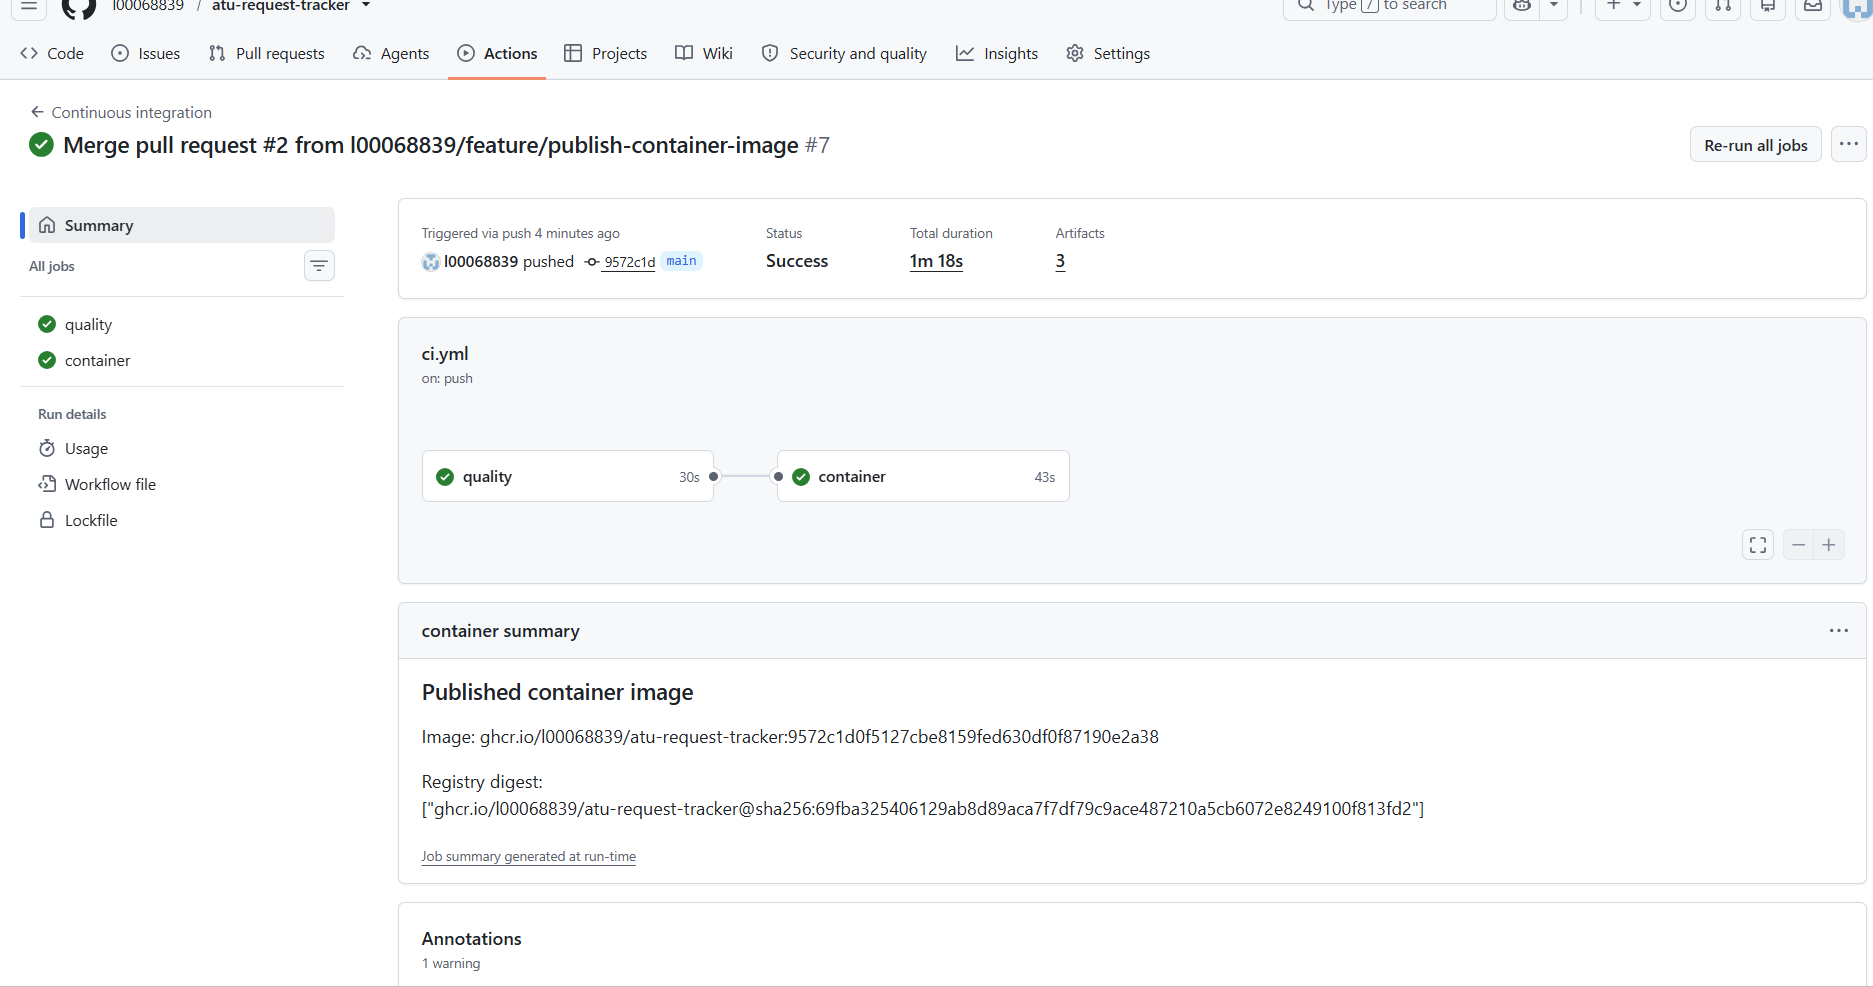 l00068839 / atu-request-tracker
Type / to search
Code Issues Pull requests Agents Actions Projects Wiki Security and quality Insights Settings
Continuous integration
Merge pull request #2 from l00068839/feature/publish-container-image #7
Re-run all jobs
Summary
All jobs
quality
container
Run details
Usage
Workflow file
Lockfile
Triggered via push 4 minutes ago
l00068839 pushed 9572c1d main
Status
Success
Total duration
1m 18s
Artifacts
3
ci.yml
on: push
quality 30s
container 43s
container summary
Published container image
Image: ghcr.io/l00068839/atu-request-tracker:9572c1d0f5127cbe8159fed630df0f87190e2a38
Registry digest:
["ghcr.io/l00068839/atu-request-tracker@sha256:69fba325406129ab8d89aca7f7df79c9ace487210a5cb6072e8249100f813fd2"]
Job summary generated at run-time
Annotations
1 warning